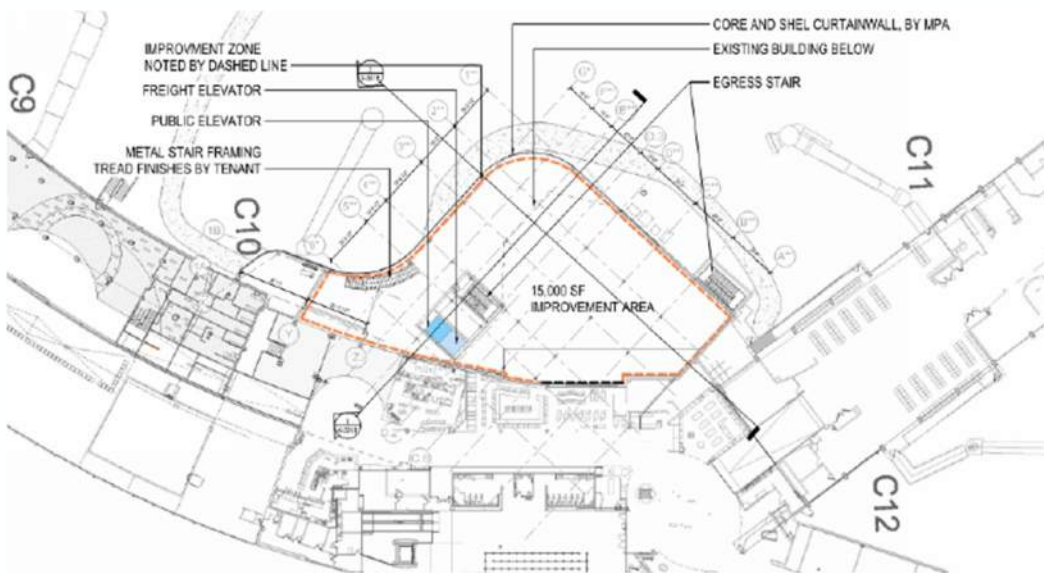 CORE AND SHEL CURTAINWALL, BY MPA
IMPROVMENT ZONE
NOTED BY DASHED LINE
EXISTING BUILDING BELOW
FREIGHT ELEVATOR
EGRESS STAIR
PUBLIC ELEVATOR
METAL STAIR FRAMING
TREAD FINISHES BY TENANT
C9
C10
C11
15,000 SF
IMPROVEMENT AREA
C12